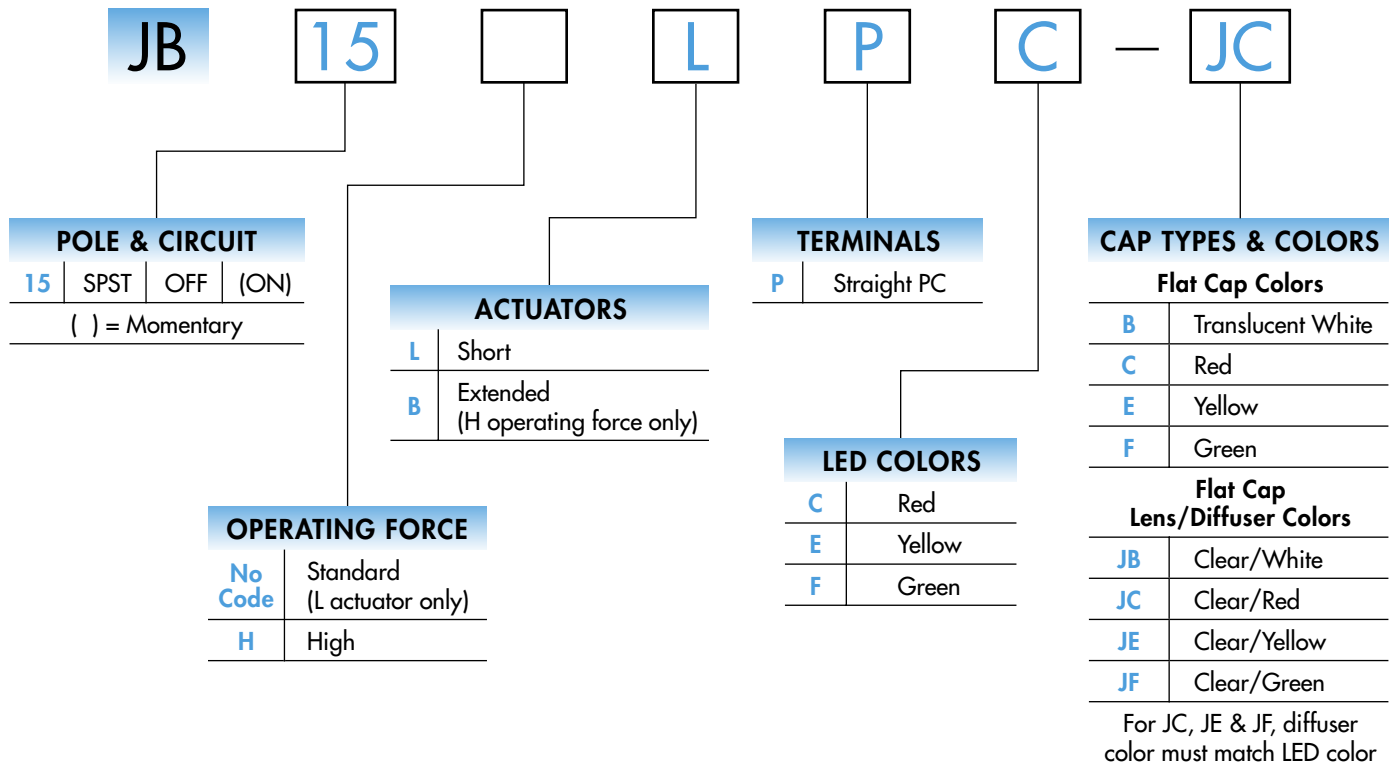 JB 15 L P C — JC
POLE & CIRCUIT
15 SPST OFF (ON)
( ) = Momentary
OPERATING FORCE
No Code Standard (L actuator only)
H High
ACTUATORS
L Short
B Extended (H operating force only)
TERMINALS
P Straight PC
LED COLORS
C Red
E Yellow
F Green
CAP TYPES & COLORS
Flat Cap Colors
B Translucent White
C Red
E Yellow
F Green
Flat Cap
Lens/Diffuser Colors
JB Clear/White
JC Clear/Red
JE Clear/Yellow
JF Clear/Green
For JC, JE & JF, diffuser
color must match LED color